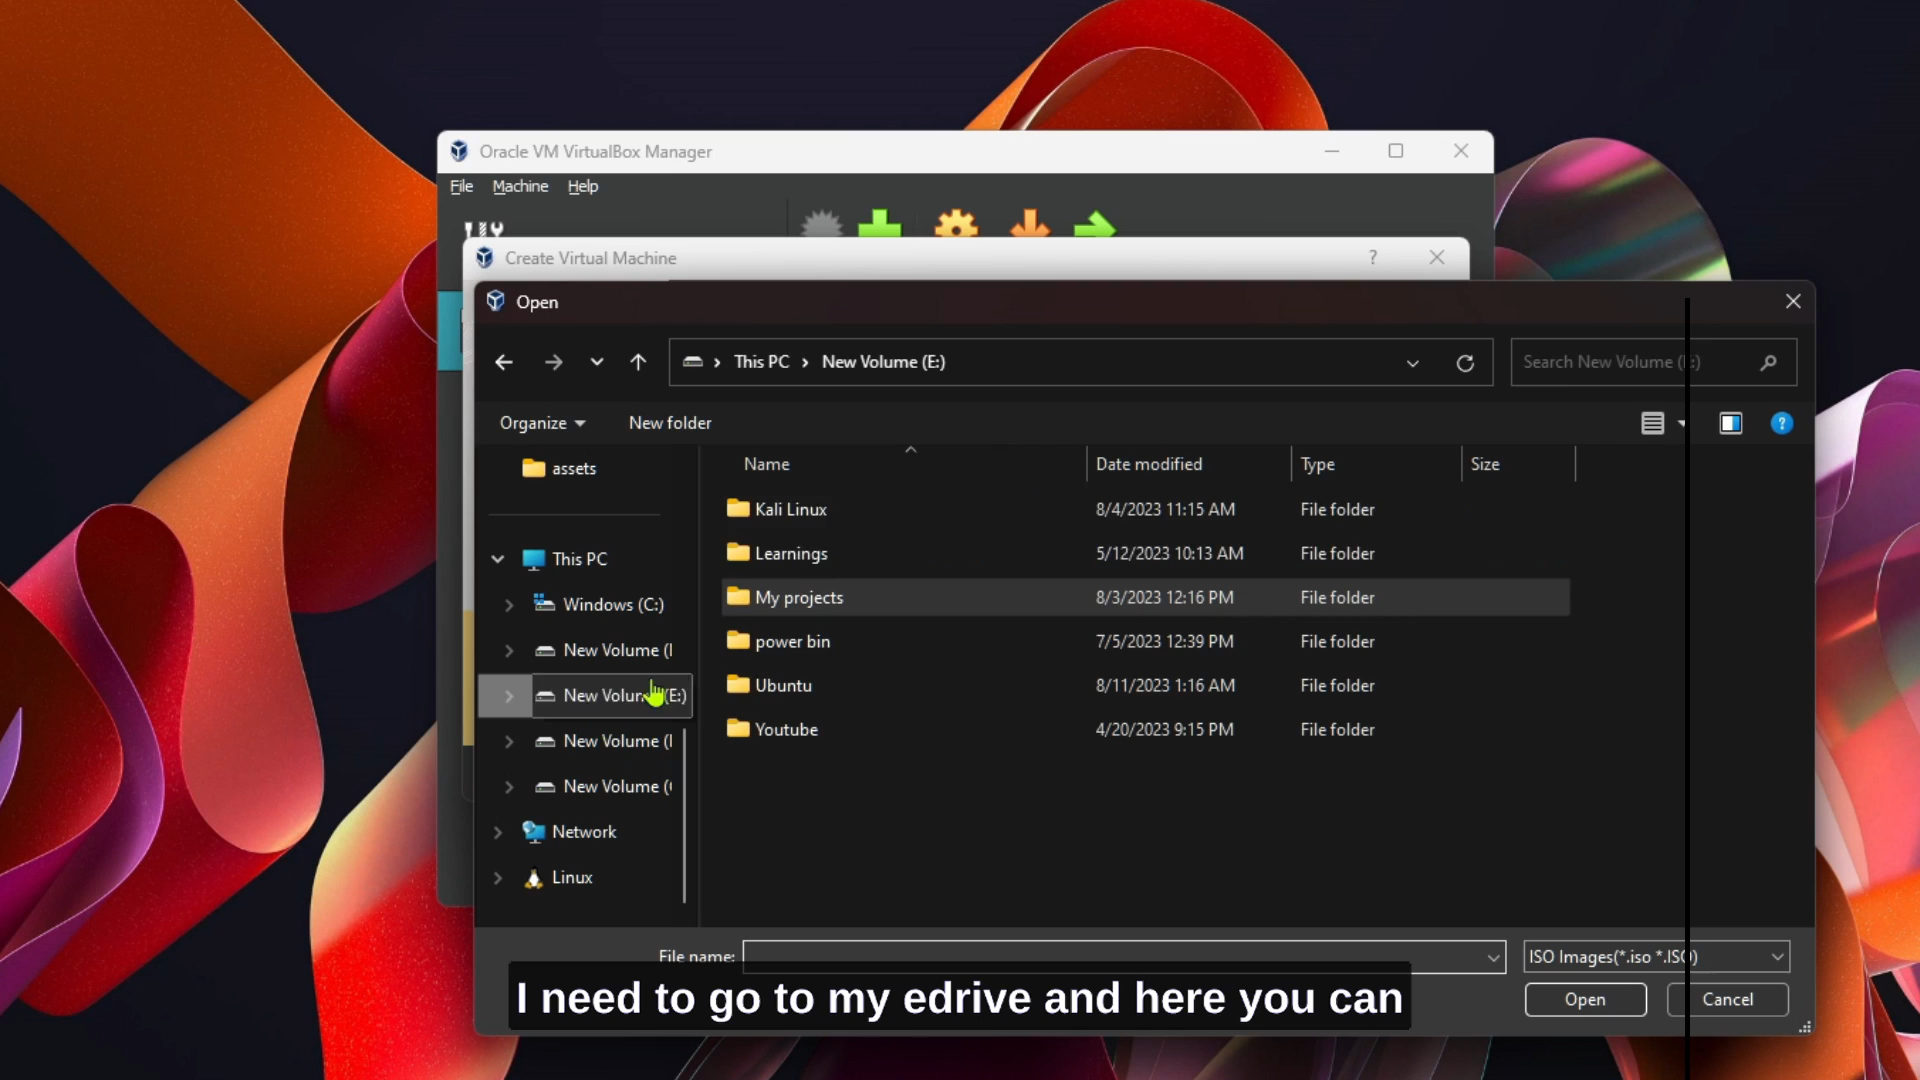 Oracle VM VirtualBox Manager
File Machine Help
Create Virtual Machine
?
Open
This PC > New Volume (E:)
Search New Volume (E:)
Organize
New folder
?
Name Date modified Type Size
assets
Kali Linux 8/4/2023 11:15 AM File folder
Learnings 5/12/2023 10:13 AM File folder
My projects 8/3/2023 12:16 PM File folder
power bin 7/5/2023 12:39 PM File folder
Ubuntu 8/11/2023 1:16 AM File folder
Youtube 4/20/2023 9:15 PM File folder
This PC
Windows (C:)
New Volume (
New Volume (E:)
New Volume (
New Volume (
Network
Linux
File name:
ISO Images(*.iso *.ISO)
Open
Cancel
I need to go to my edrive and here you can